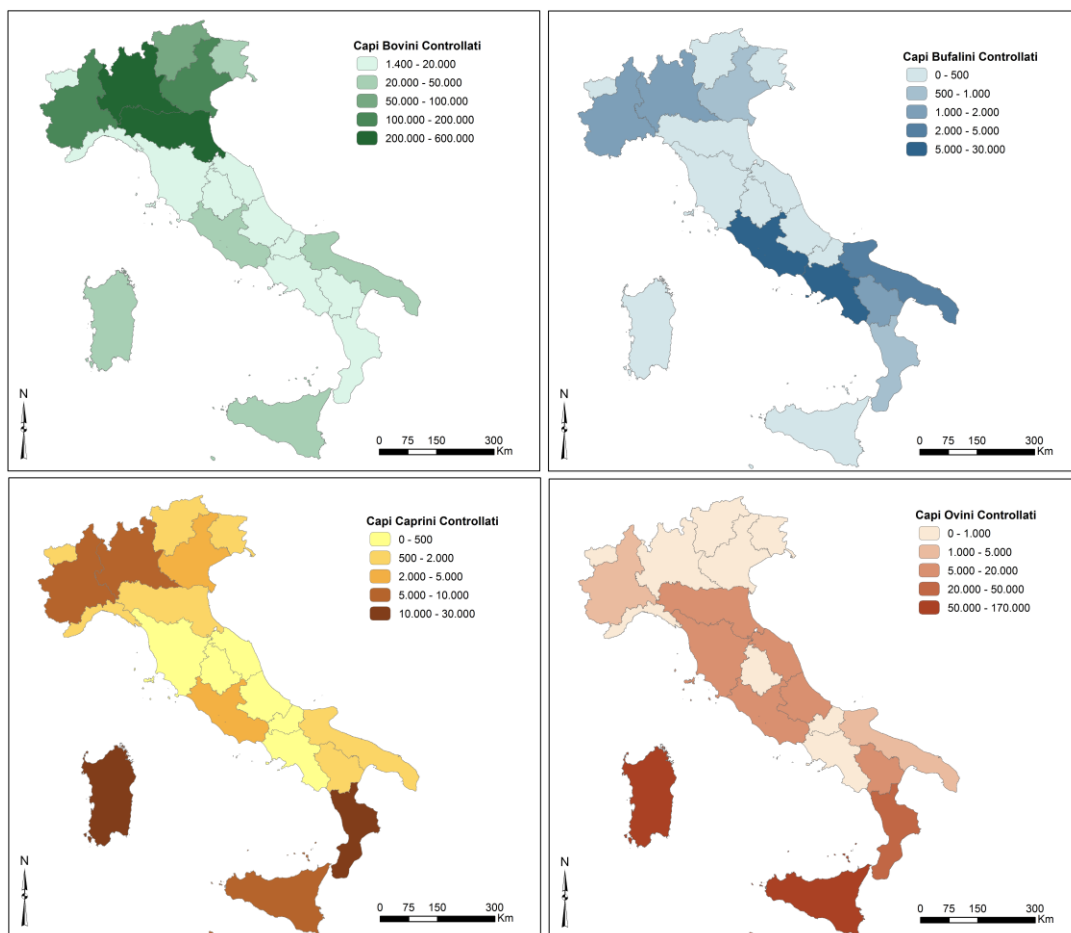 Capi Bovini Controllati
1.400 - 20.000
20.000 - 50.000
50.000 - 100.000
100.000 - 200.000
200.000 - 600.000
N
0 75 150 300
Km
Capi Bufalini Controllati
0 - 500
500 - 1.000
1.000 - 2.000
2.000 - 5.000
5.000 - 30.000
N
0 75 150 300
Km
Capi Caprini Controllati
0 - 500
500 - 2.000
2.000 - 5.000
5.000 - 10.000
10.000 - 30.000
N
0 75 150 300
Km
Capi Ovini Controllati
0 - 1.000
1.000 - 5.000
5.000 - 20.000
20.000 - 50.000
50.000 - 170.000
N
0 75 150 300
Km